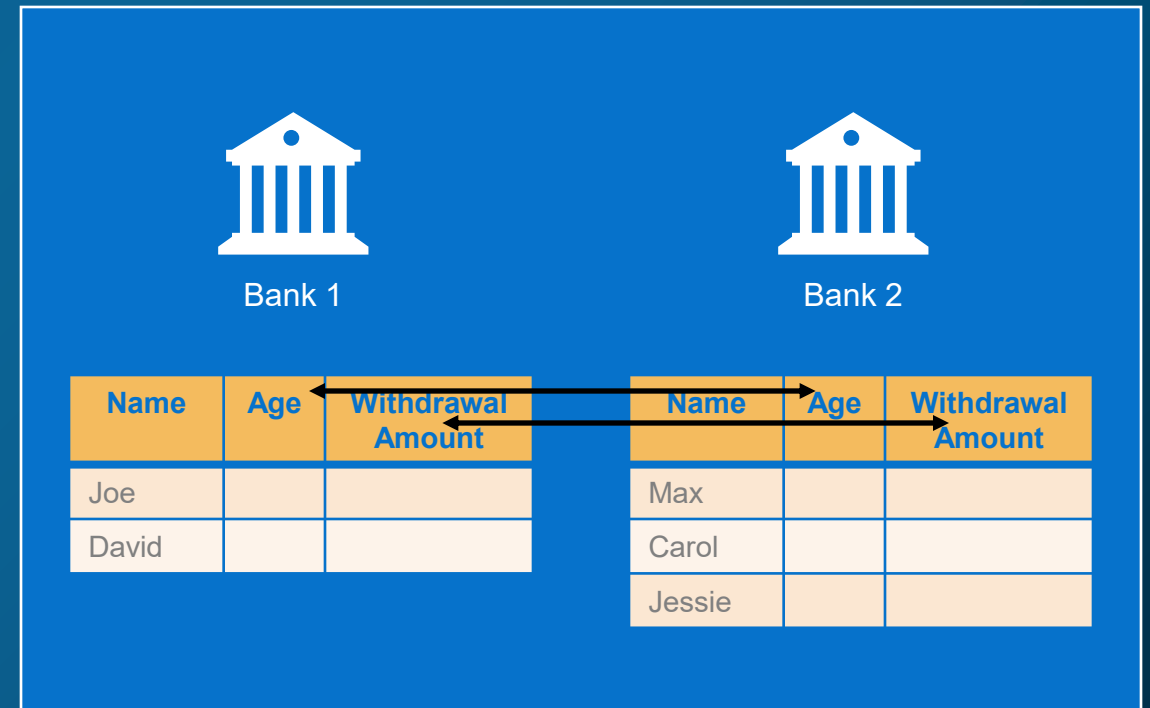 Bank 1
Bank 2
Name Age Withdrawal
Amount
Joe
David
Name Age Withdrawal
Amount
Max
Carol
Jessie